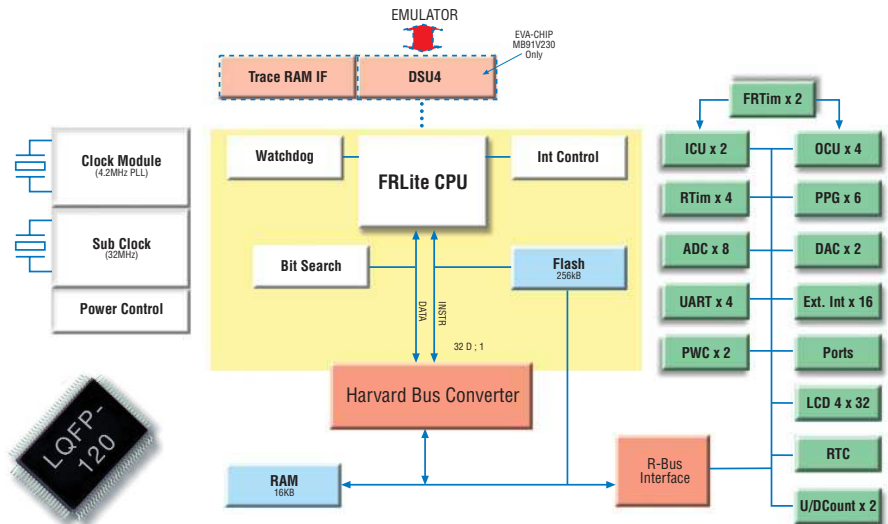 EMULATOR
EVA-CHIP
MB91V230
Only
Trace RAM IF
DSU4
FRTim x 2
Clock Module
(4.2MHz PLL)
Sub Clock
(32MHz)
Power Control
Watchdog
FRLite CPU
Int Control
Bit Search
Flash
256kB
DATA
INSTR
32 D ; 1
Harvard Bus Converter
RAM
16KB
R-Bus
Interface
ICU x 2
OCU x 4
RTim x 4
PPG x 6
ADC x 8
DAC x 2
UART x 4
Ext. Int x 16
PWC x 2
Ports
LCD 4 x 32
RTC
U/DCount x 2
LQFP-
120